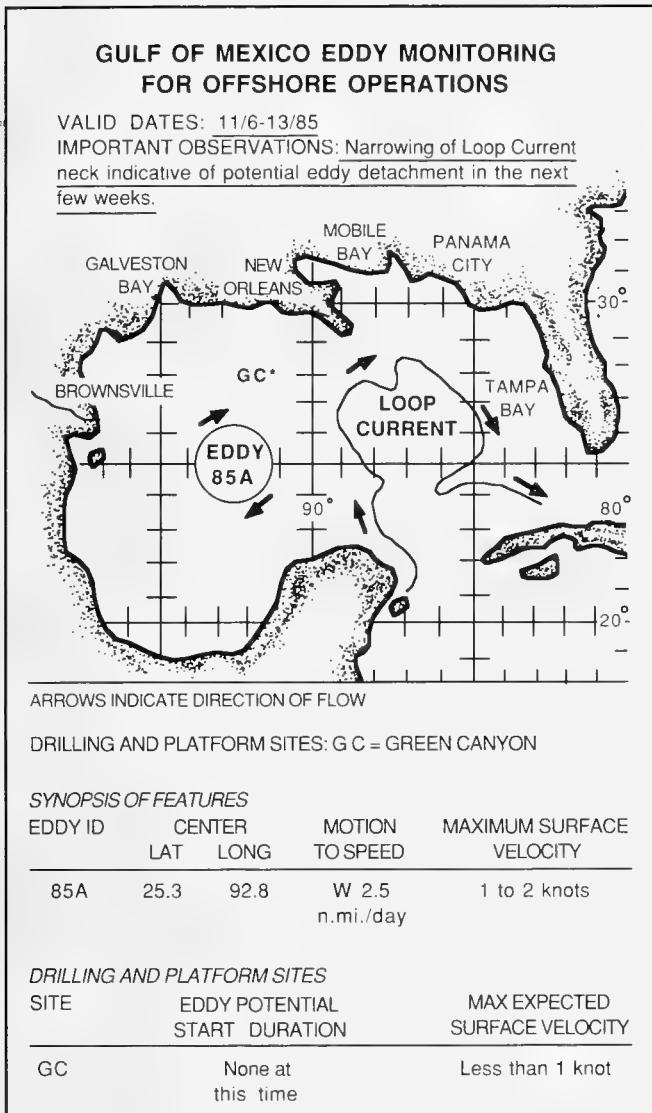 GULF OF MEXICO EDDY MONITORING
FOR OFFSHORE OPERATIONS
VALID DATES: 11/6-13/85
IMPORTANT OBSERVATIONS: Narrowing of Loop Current
neck indicative of potential eddy detachment in the next
few weeks.
MOBILE
BAY
PANAMA
CITY
GALVESTON
BAY
NEW
ORLEANS
30°
GC*
BROWNSVILLE
LOOP
CURRENT
TAMPA
BAY
EDDY
85A
90°
80°
20°
ARROWS INDICATE DIRECTION OF FLOW
DRILLING AND PLATFORM SITES: G C = GREEN CANYON
SYNOPSIS OF FEATURES
EDDY ID CENTER MOTION MAXIMUM SURFACE
LAT LONG TO SPEED VELOCITY
85A 25.3 92.8 W 2.5 1 to 2 knots
n.mi./day
DRILLING AND PLATFORM SITES
SITE EDDY POTENTIAL MAX EXPECTED
START DURATION SURFACE VELOCITY
GC None at Less than 1 knot
this time